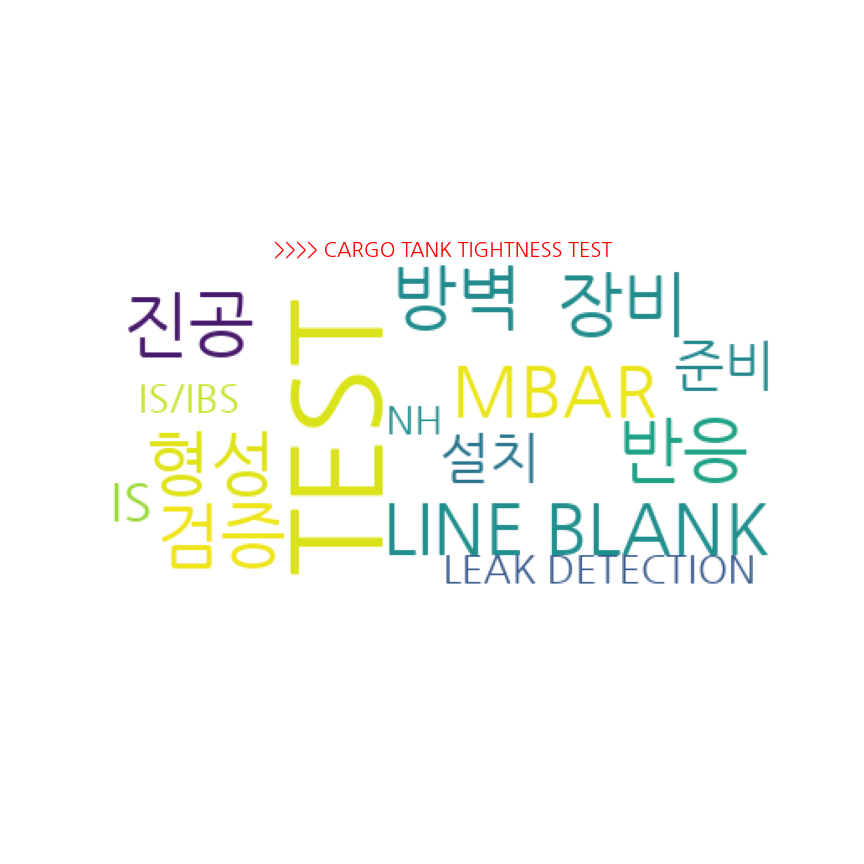 >>>> CARGO TANK TIGHTNESS TEST
방벽
장비
진공
TEST
준비
MBAR
IS/IBS
NH
반응
형성
설치
IS
검증
LINE BLANK
LEAK DETECTION